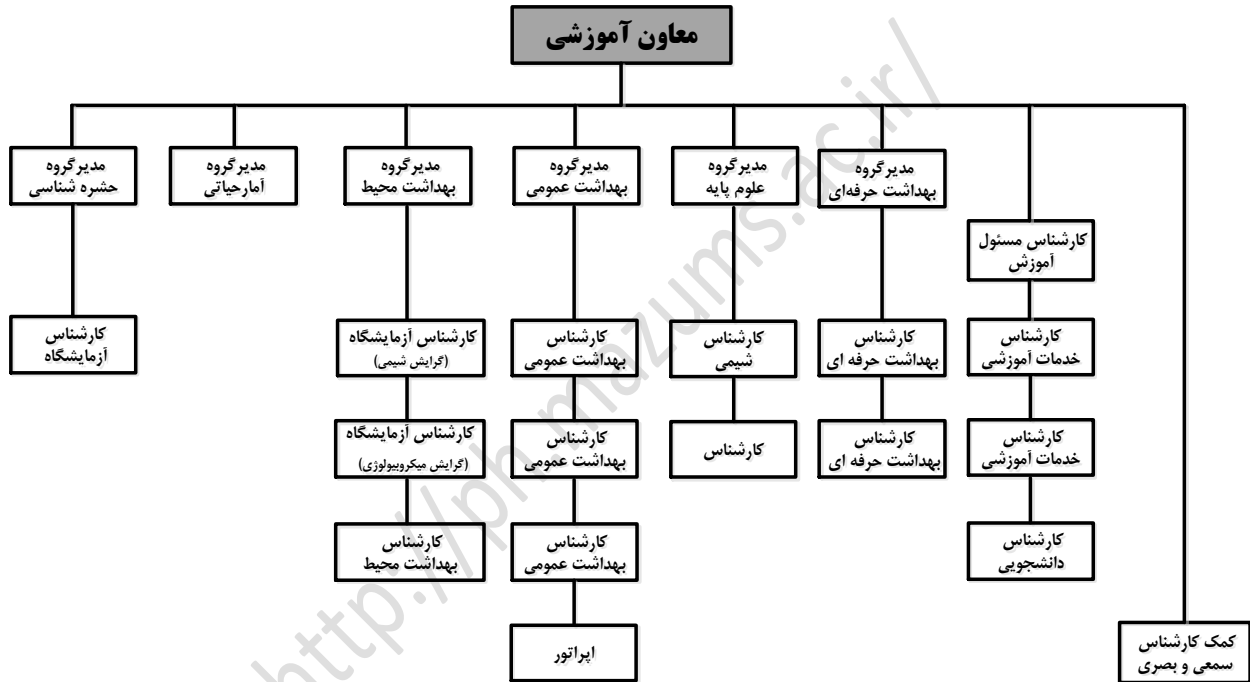 معاون آموزشی
مدیرگروه
بهداشت حرفه‌ای
مدیرگروه
علوم پایه
مدیرگروه
بهداشت عمومی
مدیرگروه
بهداشت محیط
مدیرگروه
آمارحیاتی
مدیرگروه
حشره شناسی
کارشناس مسئول
آموزش
کارشناس
خدمات آموزشی
کارشناس
بهداشت حرفه ای
کارشناس
شیمی
کارشناس
بهداشت عمومی
کارشناس آزمایشگاه
(گرایش شیمی)
کارشناس
آزمایشگاه
کارشناس
خدمات آموزشی
کارشناس
بهداشت حرفه ای
کارشناس
کارشناس
بهداشت عمومی
کارشناس آزمایشگاه
(گرایش میکروبیولوژی)
کارشناس
دانشجویی
کارشناس
بهداشت عمومی
کارشناس
بهداشت محیط
کمک کارشناس
سمعی و بصری
اپراتور
http://ph.mazums.ac.ir/